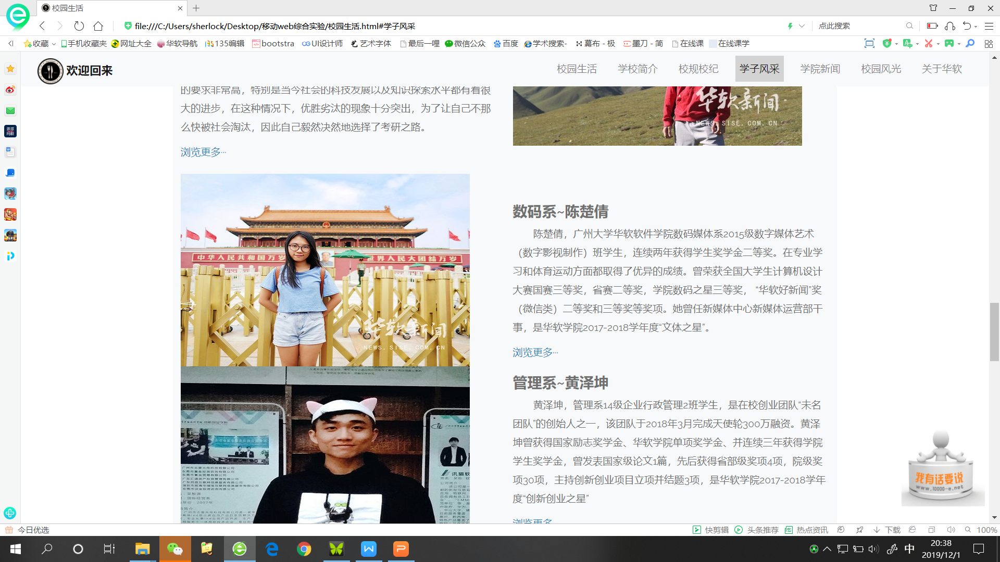 校园生活
file:///C:/Users/sherlock/Desktop/移动web综合实验/校园生活.html#学子风采
点此搜索
收藏 手机收藏夹 网址大全 华软导航 135编辑 bootstra UI设计师 艺术字体 最后一哩 微信公众 百度 学术搜索- 幕布 - 极 墨刀 - 简 在线课 在线课学
欢迎回来
校园生活 学校简介 校规校纪 学子风采 学院新闻 校园风光 关于华软
的要求非常高，特别是当今社会的科技发展以及知识探索水平都有着很
大的进步，在这种情况下，优胜劣汰的现象十分突出，为了让自己不那
么快被社会淘汰，因此自己毅然决然地选择了考研之路。
浏览更多···
华软新闻
NEWS.SISE.COM.CN
中华人民共和国万岁
世界人民大团结万岁
华软新闻
NEWS.SISE.COM.CN
数码系~陈楚倩
陈楚倩，广州大学华软软件学院数码媒体系2015级数字媒体艺术
（数字影视制作）班学生，连续两年获得学生奖学金二等奖。在专业学
习和体育运动方面都取得了优异的成绩。曾荣获全国大学生计算机设计
大赛国赛三等奖，省赛二等奖，学院数码之星三等奖， “华软好新闻”奖
（微信类）二等奖和三等奖等奖项。她曾任新媒体中心新媒体运营部干
事，是华软学院2017-2018学年度“文体之星”。
浏览更多···
管理系~黄泽坤
黄泽坤，管理系14级企业行政管理2班学生，是在校创业团队“未名
团队”的创始人之一，该团队于2018年3月完成天使轮300万融资。黄泽
坤曾获得国家励志奖学金、华软学院单项奖学金、并连续三年获得学院
学生奖学金，曾发表国家级论文1篇，先后获得省部级奖项4项，院级奖
项30项，主持创新创业项目立项并结题3项，是华软学院2017-2018学年
度“创新创业之星”
浏览更多
讯猫软
我有话要说
www.10000-e.net
今日优选
快剪辑 头条推荐 热点资讯 下载 100%
中
20:38
2019/12/1